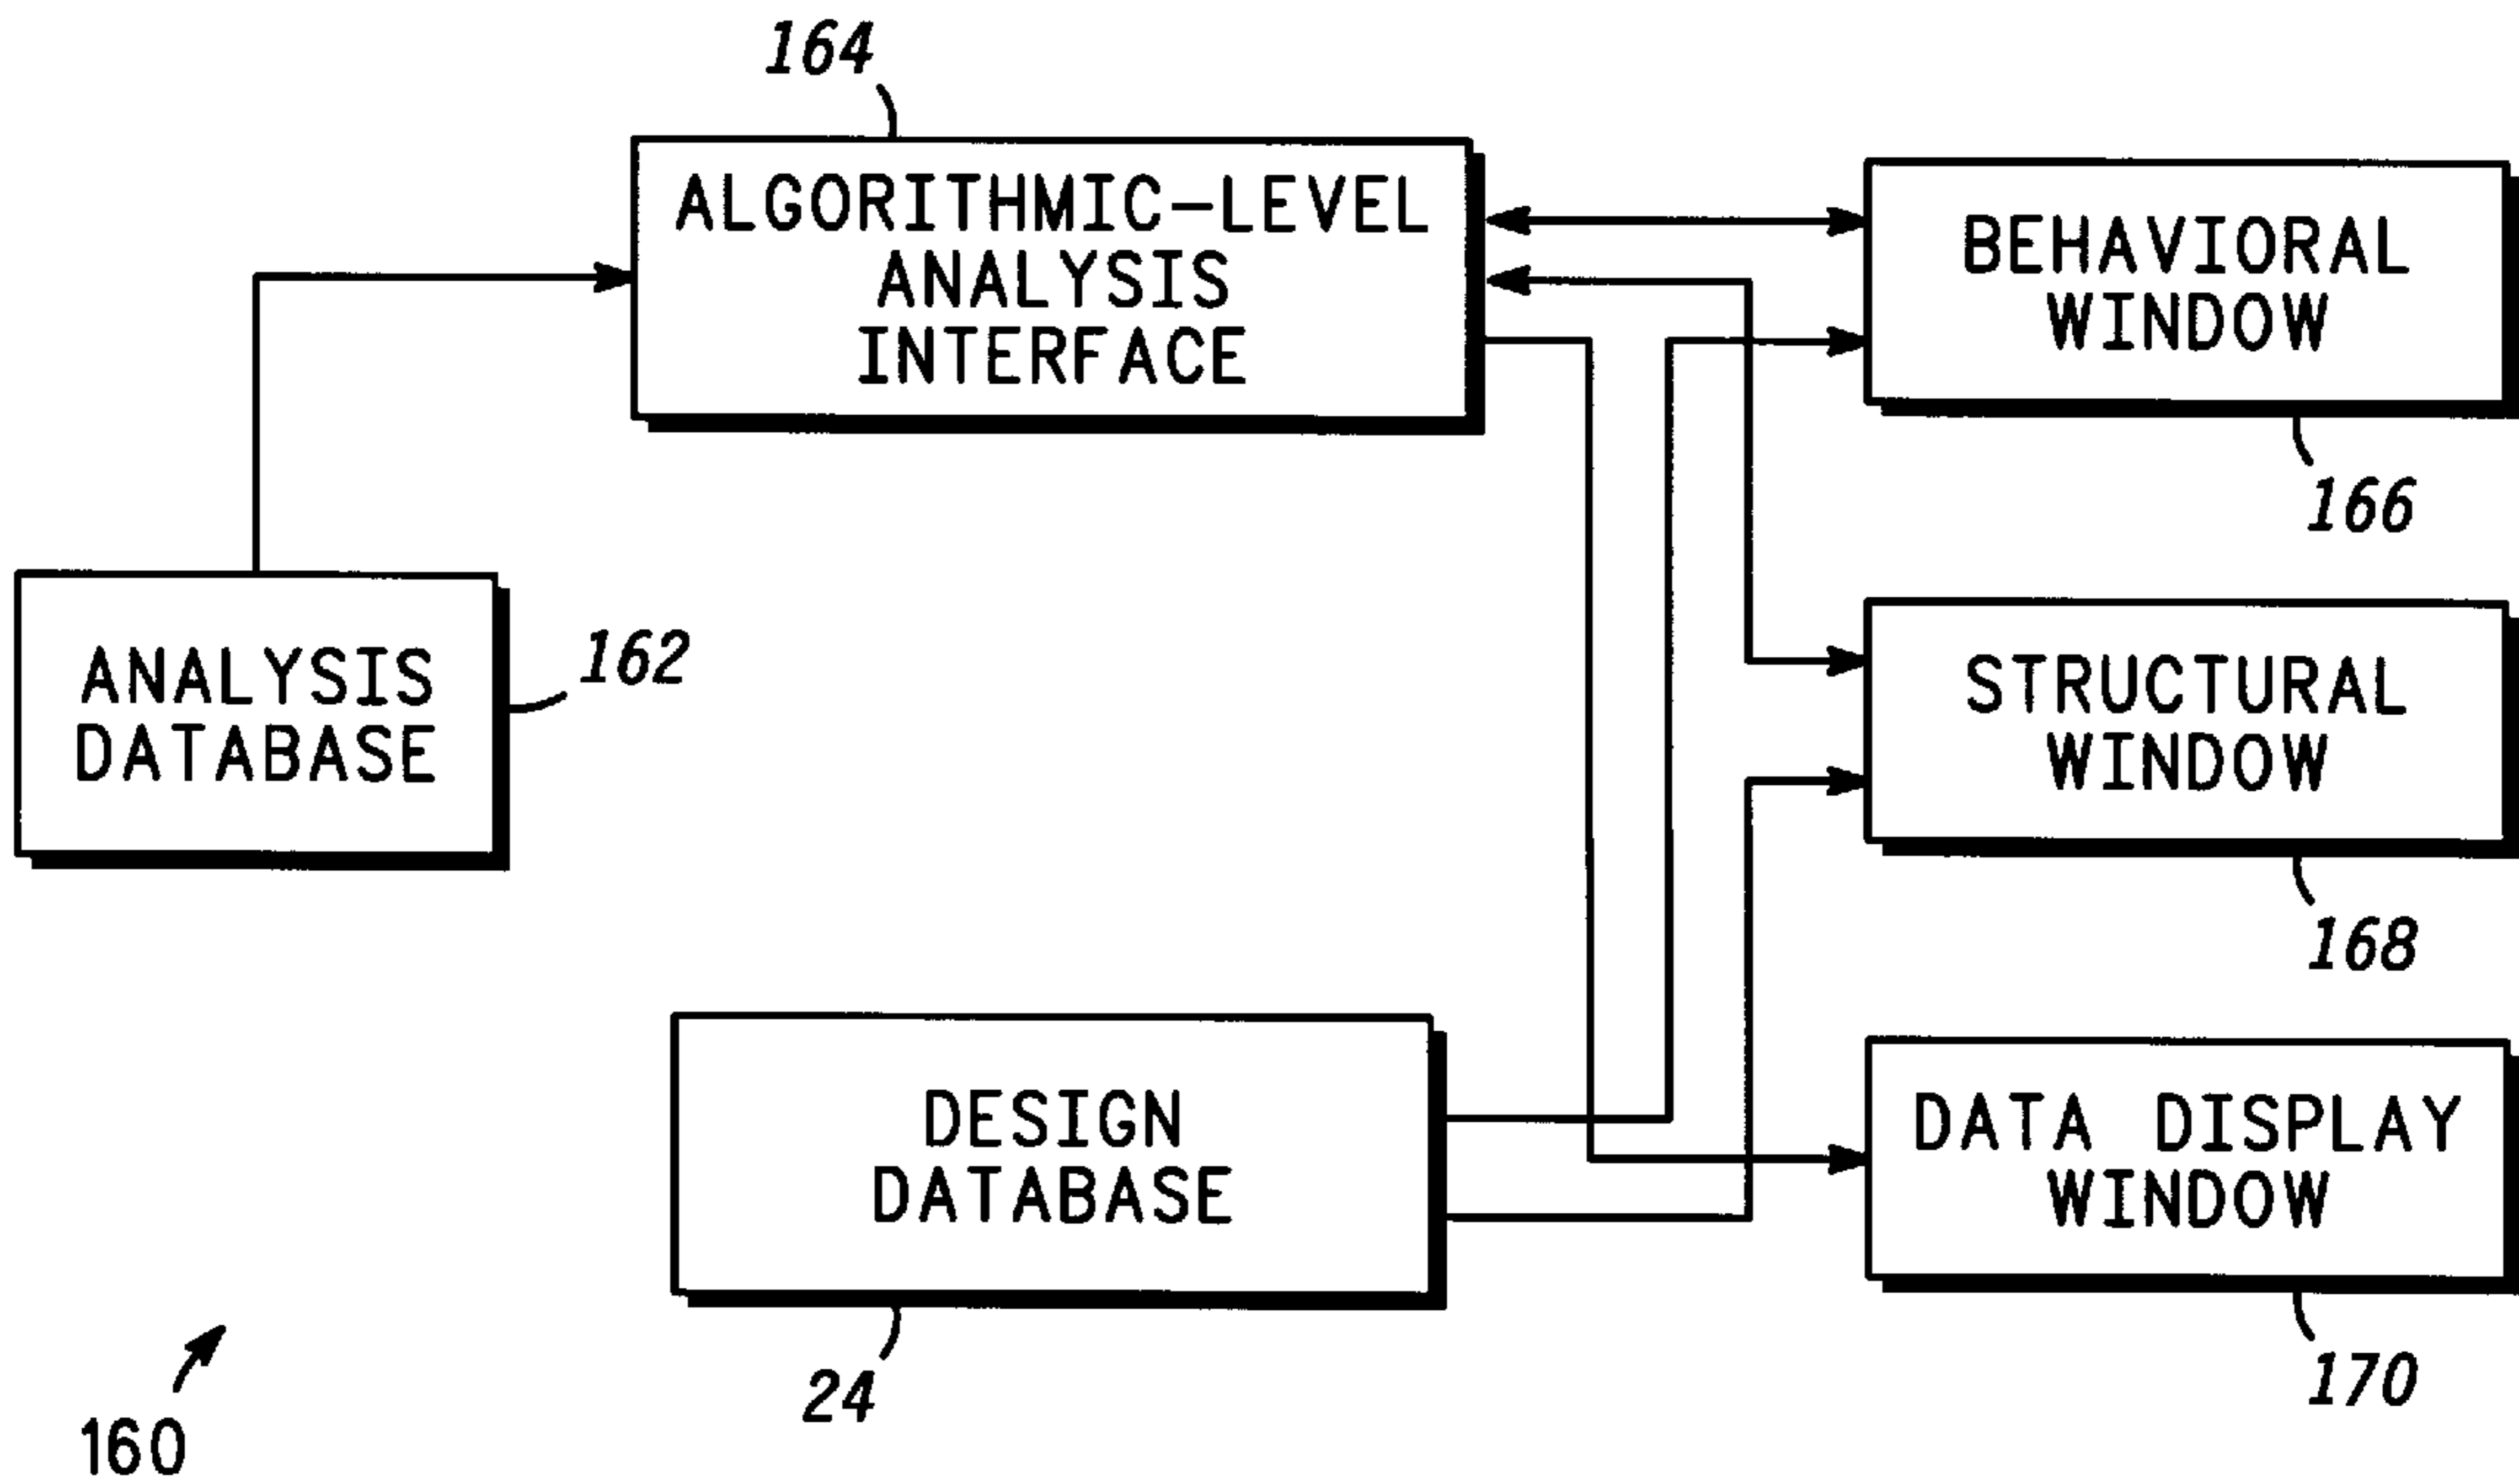 164
ALGORITHMIC-LEVEL
ANALYSIS
INTERFACE
BEHAVIORAL
WINDOW
166
ANALYSIS
DATABASE
162
STRUCTURAL
WINDOW
168
DESIGN
DATABASE
24
DATA DISPLAY
WINDOW
170
160